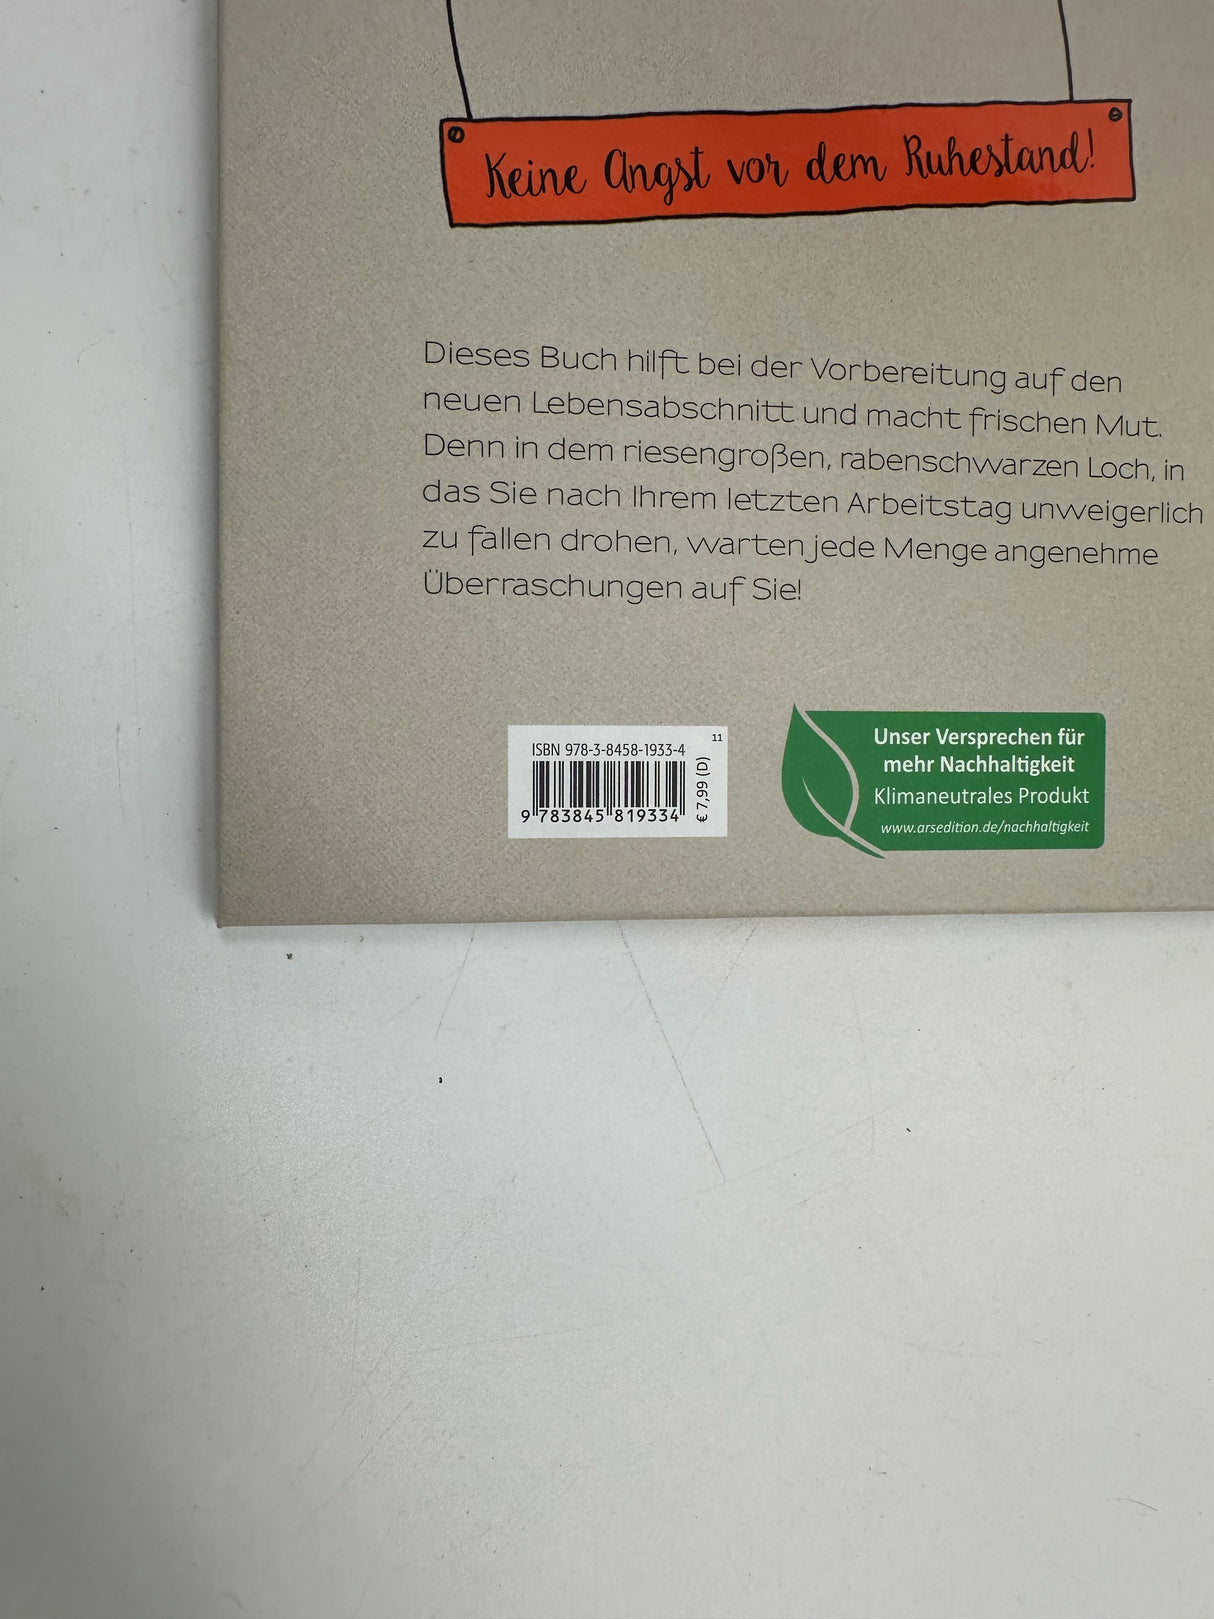 Keine Angst vor dem Ruhestand!
Dieses Buch hilft bei der Vorbereitung auf den
neuen Lebensabschnitt und macht frischen Mut.
Denn in dem riesengroßen, rabenschwarzen Loch, in
das Sie nach Ihrem letzten Arbeitstag unweigerlich
zu fallen drohen, warten jede Menge angenehme
Überraschungen auf Sie!
11
ISBN 978-3-8458-1933-4
9 783845 819334
€ 7,99 (D)
Unser Versprechen für
mehr Nachhaltigkeit
Klimaneutrales Produkt
www.arsedition.de/nachhaltigkeit